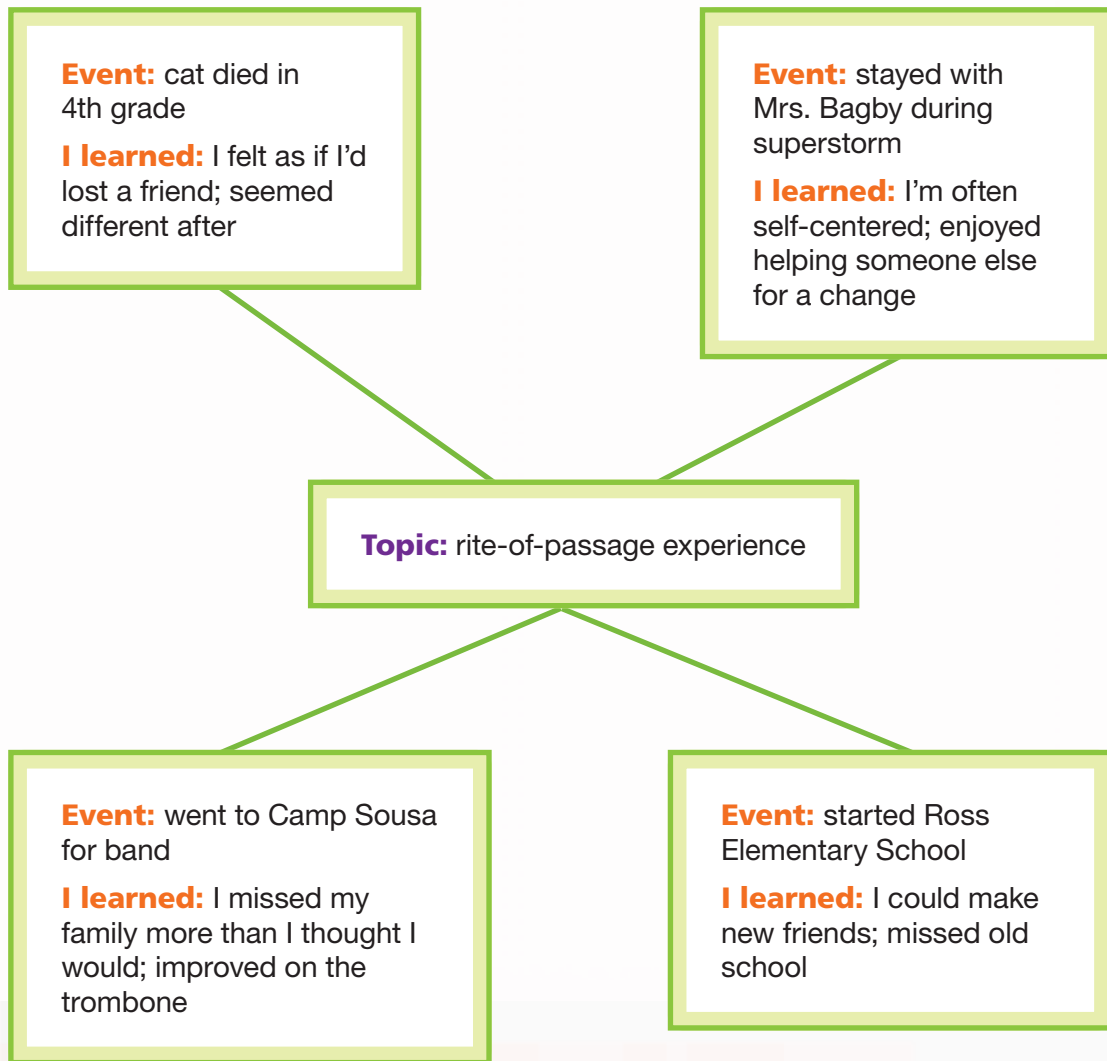 Event: cat died in
4th grade
I learned: I felt as if I’d
lost a friend; seemed
different after
Event: stayed with
Mrs. Bagby during
superstorm
I learned: I’m often
self-centered; enjoyed
helping someone else
for a change
Topic: rite-of-passage experience
Event: went to Camp Sousa
for band
I learned: I missed my
family more than I thought I
would; improved on the
trombone
Event: started Ross
Elementary School
I learned: I could make
new friends; missed old
school